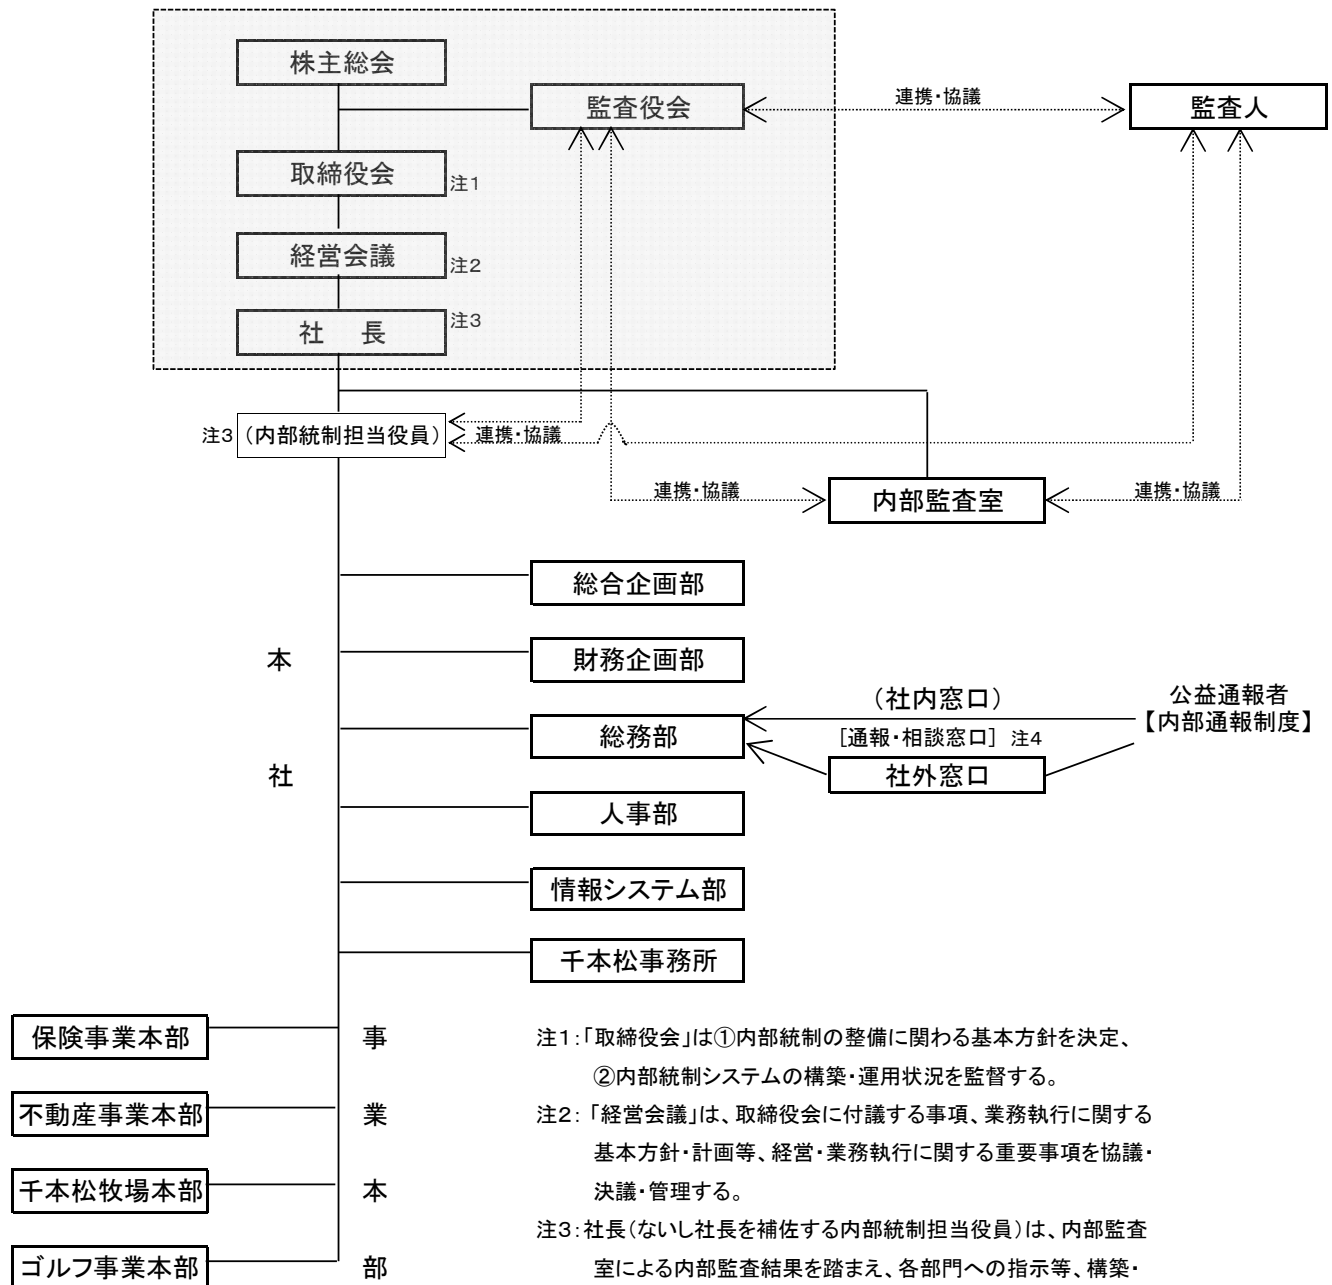 株主総会
監査役会
連携・協議
監査人
取締役会
注1
経営会議
注2
社　長
注3
注3
(内部統制担当役員)
連携・協議
連携・協議
内部監査室
連携・協議
総合企画部
財務企画部
本
(社内窓口)
公益通報者
総務部
[通報・相談窓口] 注4
【内部通報制度】
社
社外窓口
人事部
情報システム部
千本松事務所
保険事業本部
不動産事業本部
千本松牧場本部
ゴルフ事業本部
事
業
本
部
注1:「取締役会」は①内部統制の整備に関わる基本方針を決定、
②内部統制システムの構築・運用状況を監督する。
注2:「経営会議」は、取締役会に付議する事項、業務執行に関する
基本方針・計画等、経営・業務執行に関する重要事項を協議・
決議・管理する。
注3:社長(ないし社長を補佐する内部統制担当役員)は、内部監査
室による内部監査結果を踏まえ、各部門への指示等、構築・